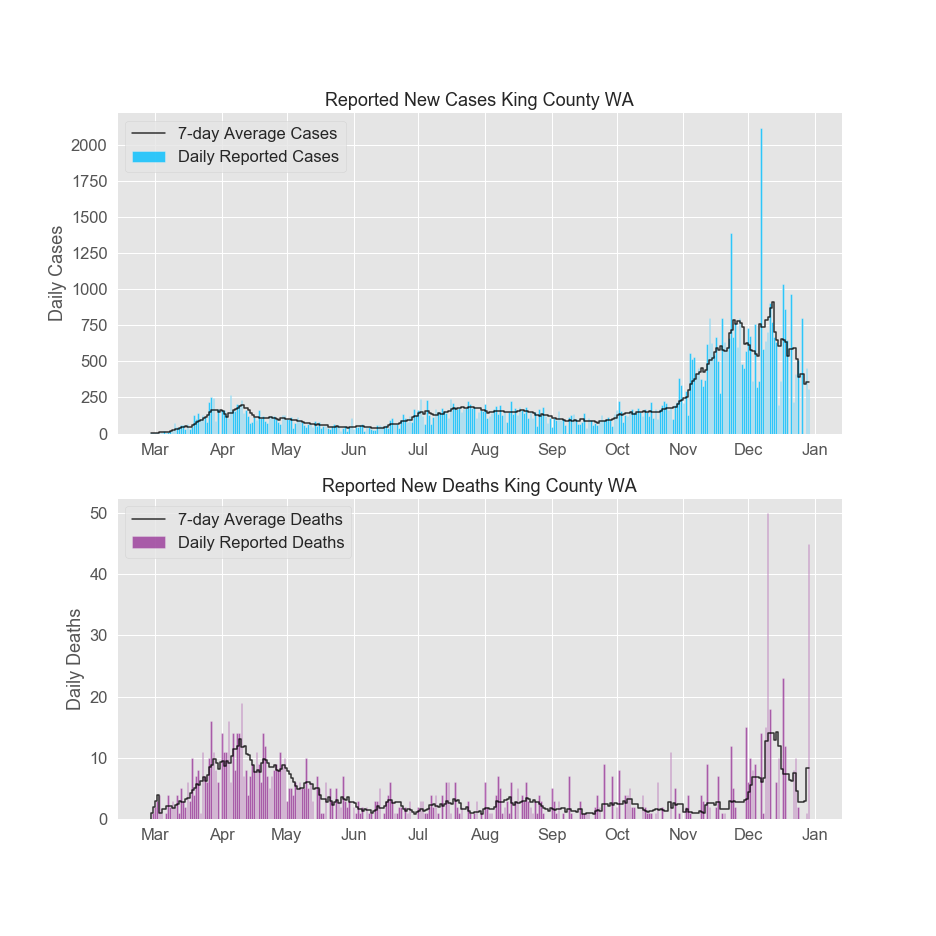 Reported New Cases King County WA
7-day Average Cases
Daily Reported Cases
Daily Cases
2000
1750
1500
1250
1000
750
500
250
0
Mar Apr May Jun Jul Aug Sep Oct Nov Dec Jan
Reported New Deaths King County WA
7-day Average Deaths
Daily Reported Deaths
Daily Deaths
50
40
30
20
10
0
Mar Apr May Jun Jul Aug Sep Oct Nov Dec Jan